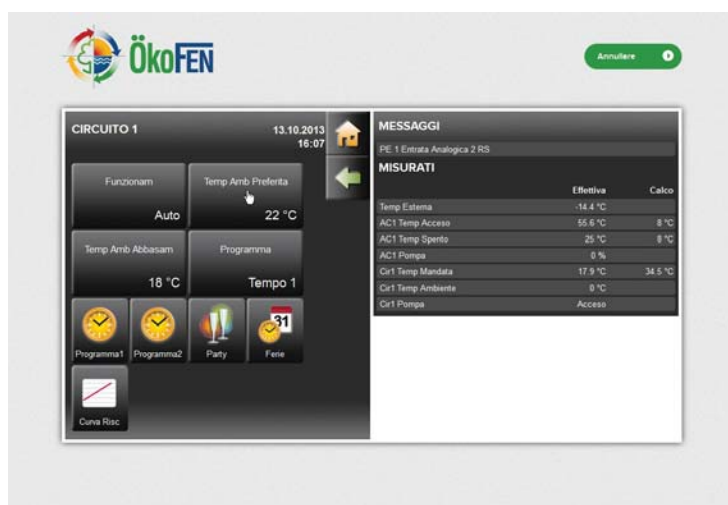 ÖkoFEN
Annullere
CIRCUITO 1
13.10.2013
16:07
Funzionam
Auto
Temp Amb Preferita
22 °C
Temp Amb Abbasam
18 °C
Programma
Tempo 1
Programma1
Programma2
Party
31
Ferie
Curva Risc
MESSAGGI
PE 1 Entrata Analogica 2 RS
MISURATI
Effettiva Calco
Temp Esterna -14.4 °C
AC1 Temp Acceso 55.6 °C 8 °C
AC1 Temp Spento 25 °C 8 °C
AC1 Pompa 0 %
Cir1 Temp Mandata 17.9 °C 34.5 °C
Cir1 Temp Ambiente 0 °C
Cir1 Pompa Acceso